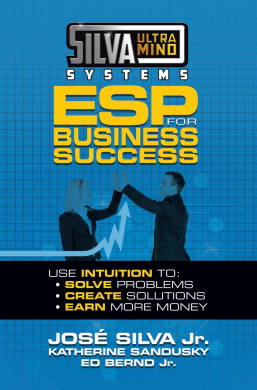 SILVA ULTRA
MIND
SYSTEMS
ESP
FOR
BUSINESS
SUCCESS
USE INTUITION TO:
• SOLVE PROBLEMS
• CREATE SOLUTIONS
• EARN MORE MONEY
JOSÉ SILVA Jr.
KATHERINE SANDUSKY
ED BERND Jr.